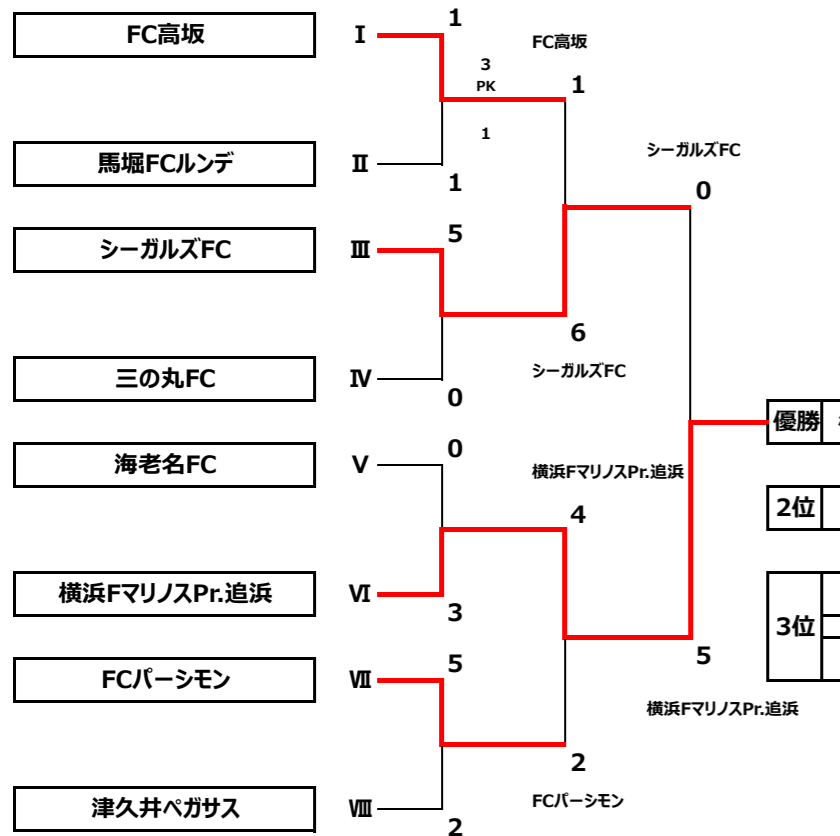 1
FC高坂
Ⅰ
FC高坂
3
PK
1
1
シーガルズFC
馬堀FCルンデ
Ⅱ
1
0
シーガルズFC
Ⅲ
5
6
三の丸FC
Ⅳ
シーガルズFC
0
優勝
海老名FC
Ⅴ
0
横浜FマリノスPr.追浜
4
2位
横浜FマリノスPr.追浜
Ⅵ
3
3位
FCパーシモン
Ⅶ
5
5
横浜FマリノスPr.追浜
2
津久井ペガサス
Ⅷ
FCパーシモン
2